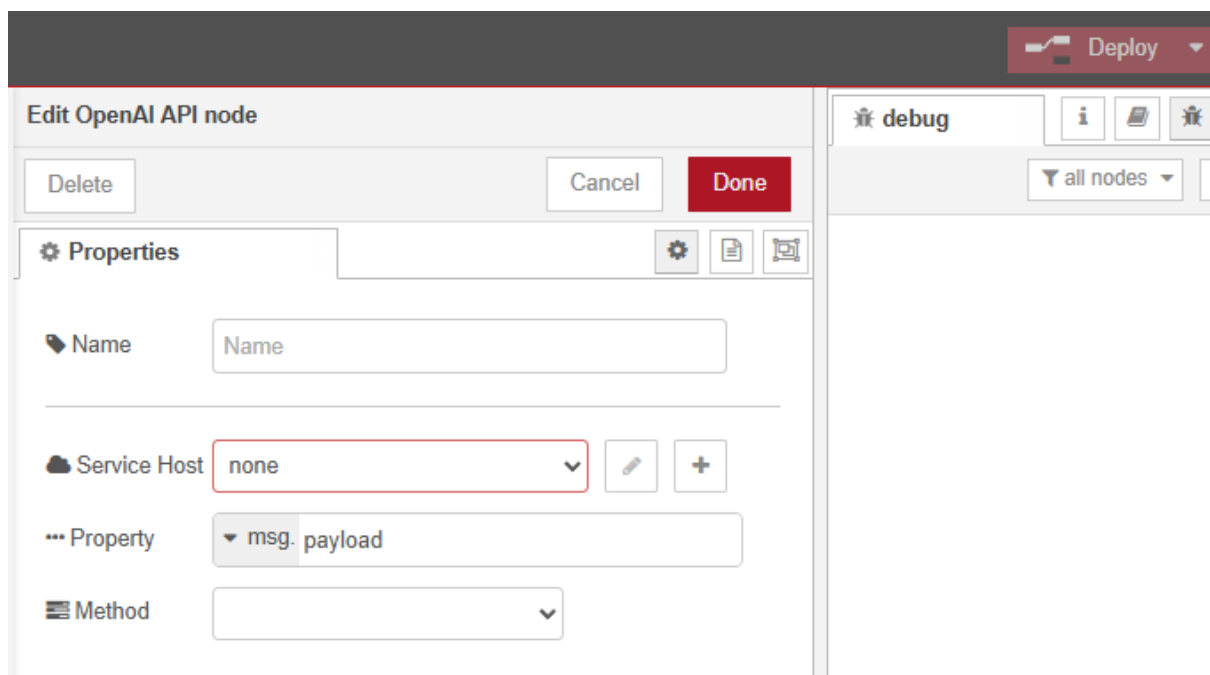 Deploy
Edit OpenAI API node
debug
i
Delete
Cancel
Done
all nodes
Properties
Name
Name
Service Host
none
Property
msg.
payload
Method